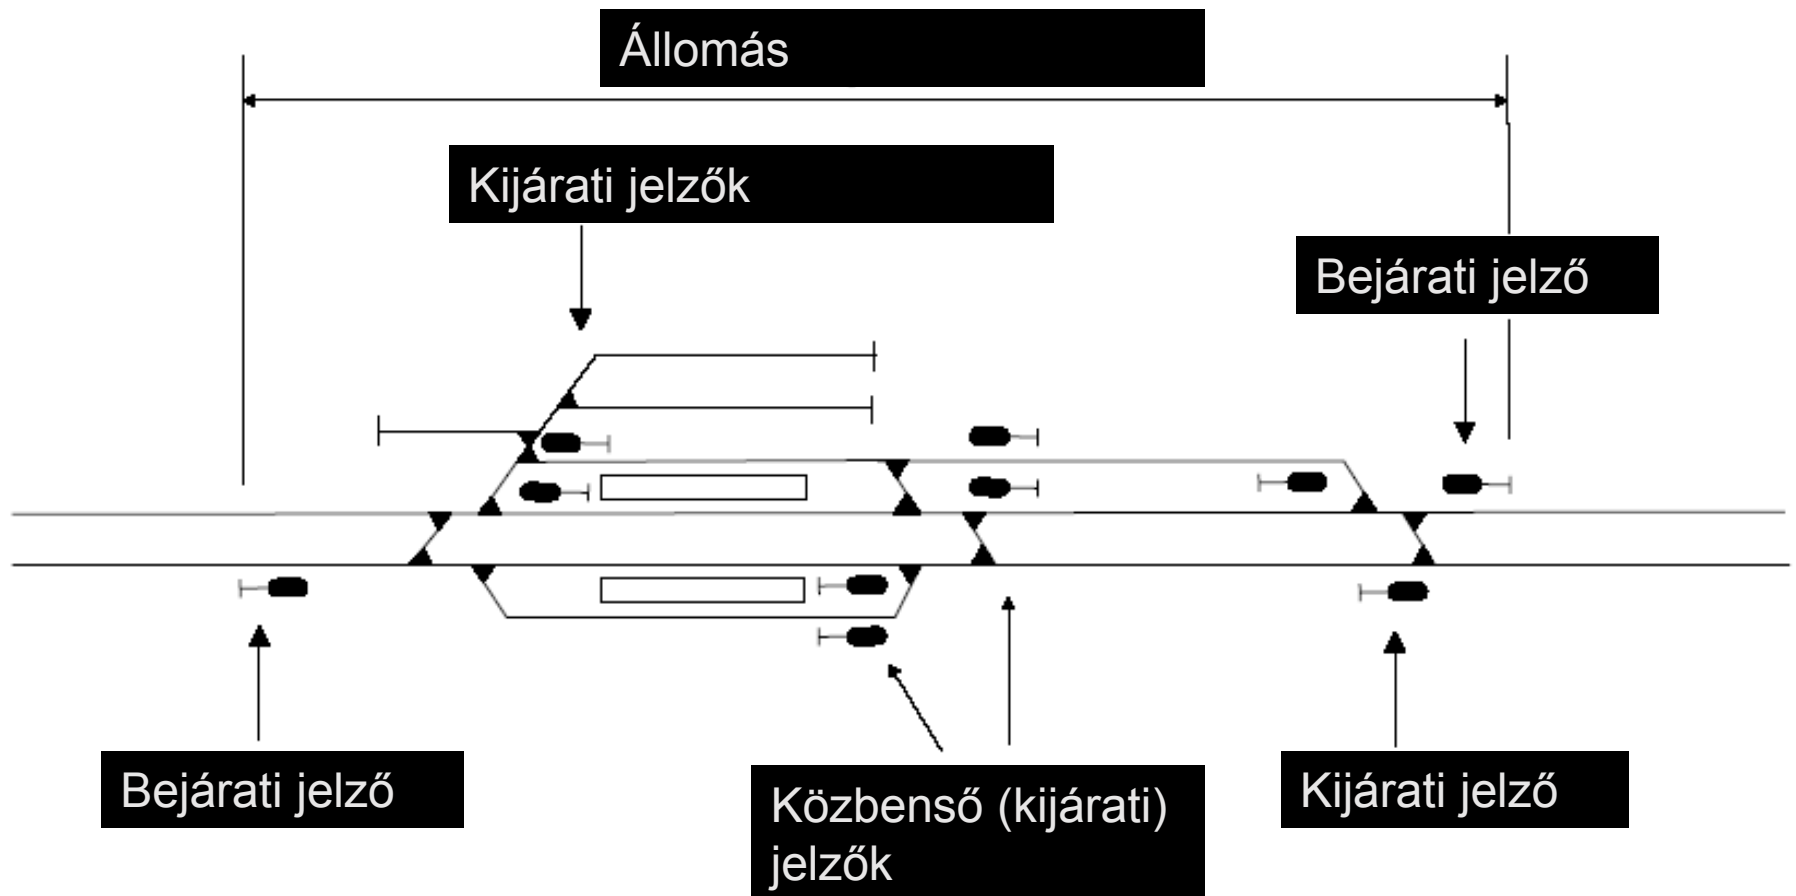 Állomás
Kijárati jelzők
Bejárati jelző
Bejárati jelző
Közbenső (kijárati)
jelzők
Kijárati jelző